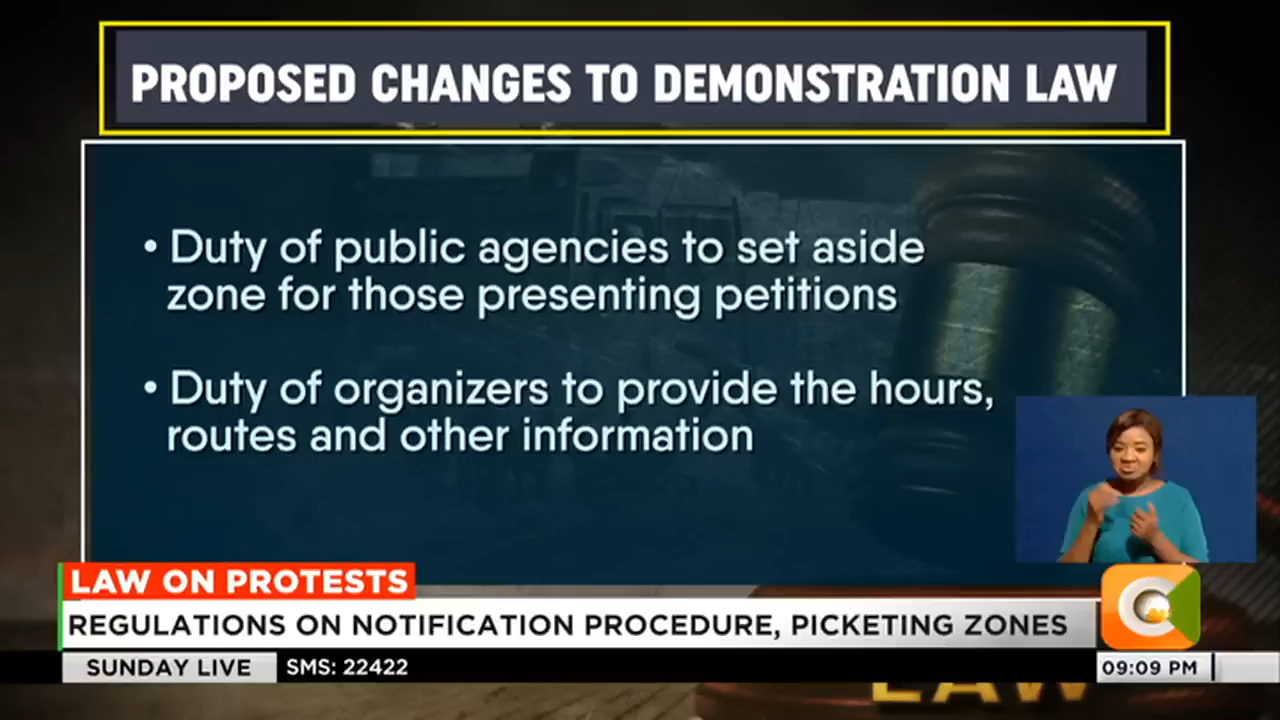 PROPOSED CHANGES TO DEMONSTRATION LAW
• Duty of public agencies to set aside
zone for those presenting petitions
• Duty of organizers to provide the hours,
routes and other information
LAW ON PROTESTS
REGULATIONS ON NOTIFICATION PROCEDURE, PICKETING ZONES
SUNDAY LIVE
SMS: 22422
09:09 PM
LAW